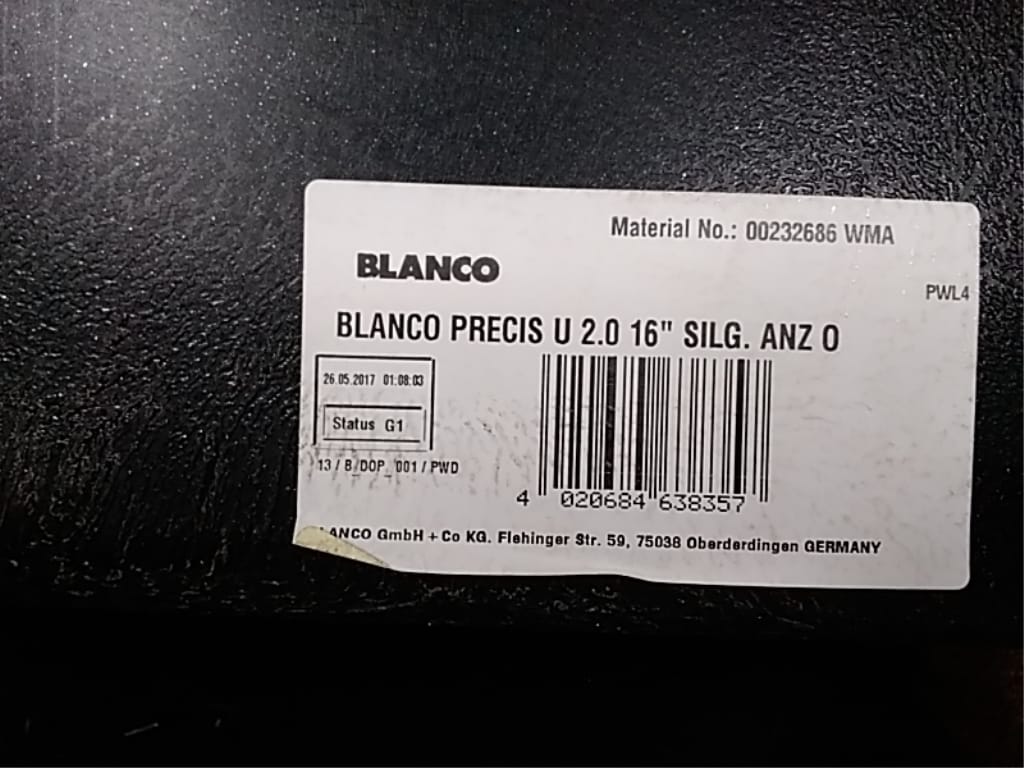 Material No.: 00232686 WMA
BLANCO
PWL4
BLANCO PRECIS U 2.0 16" SILG. ANZ O
26.05.2017 01:08:03
Status G1
13 / B_DOP_001 / PWD
4 020684 638357
LANCO GmbH + Co KG. Flehinger Str. 59, 75038 Oberderdingen GERMANY